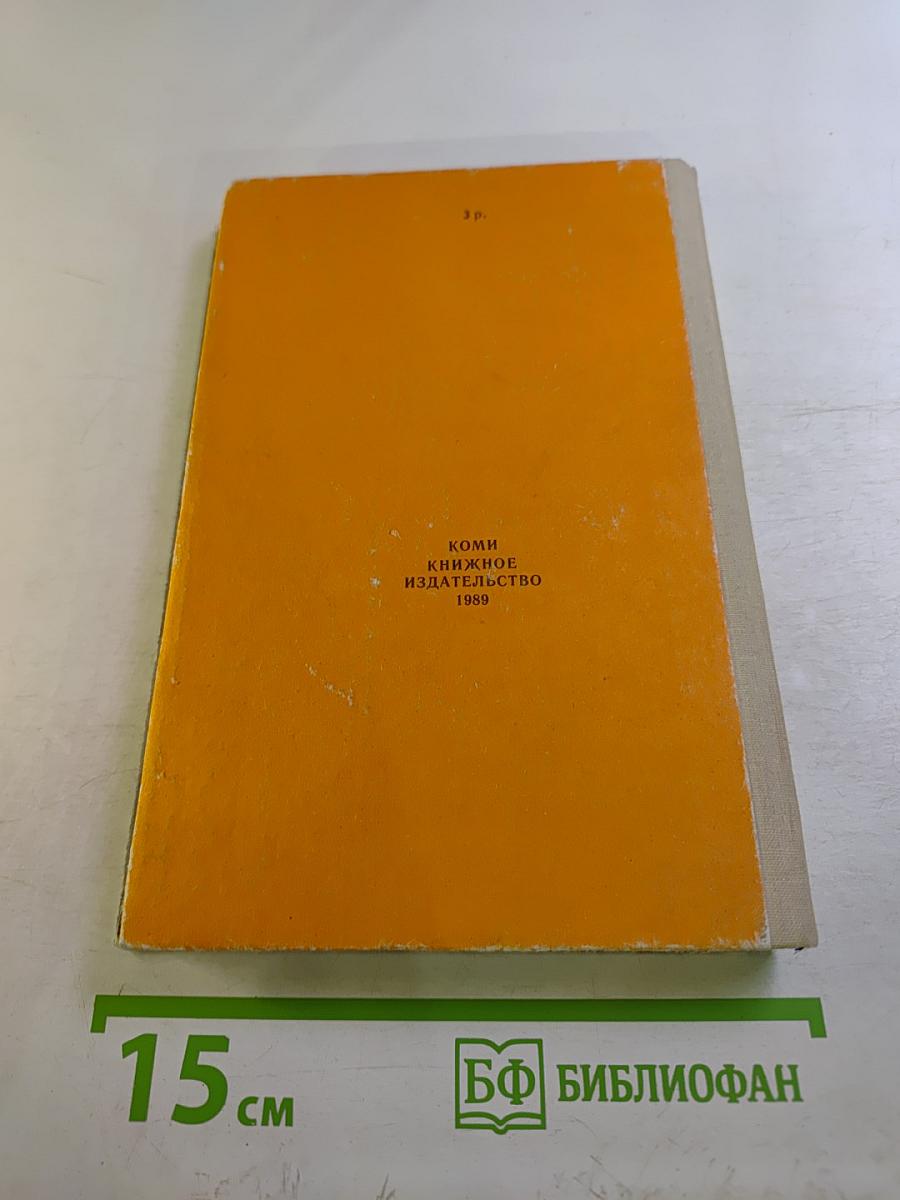 3 р.
КОМИ
КНИЖНОЕ
ИЗДАТЕЛЬСТВО
1989
15 см
БФ БИБЛИОФАН